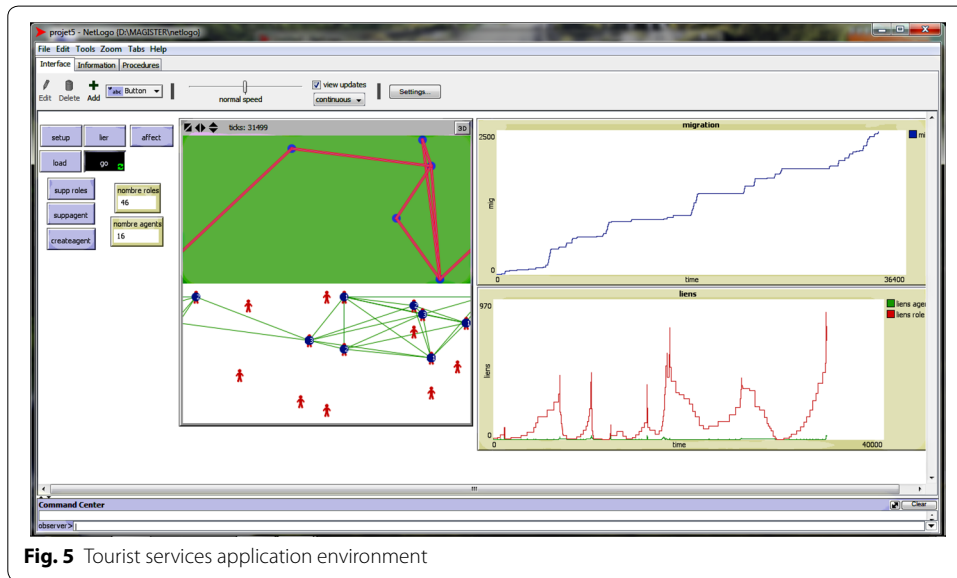 projet5 - NetLogo {D:\MAGISTER\netlogo}
File Edit Tools Zoom Tabs Help
Interface Information Procedures
Edit Delete Add abc Button normal speed view updates continuous Settings...
setup lier affect
load go
supp roles
suppagent
createagent
nombre roles
46
nombre agents
16
ticks: 31499 3D
migration
2500
mig
0
0 time 36400
mi
liens
970
liens
0
0 time 40000
liens age
liens role
Command Center Clear
observer>
Fig. 5 Tourist services application environment